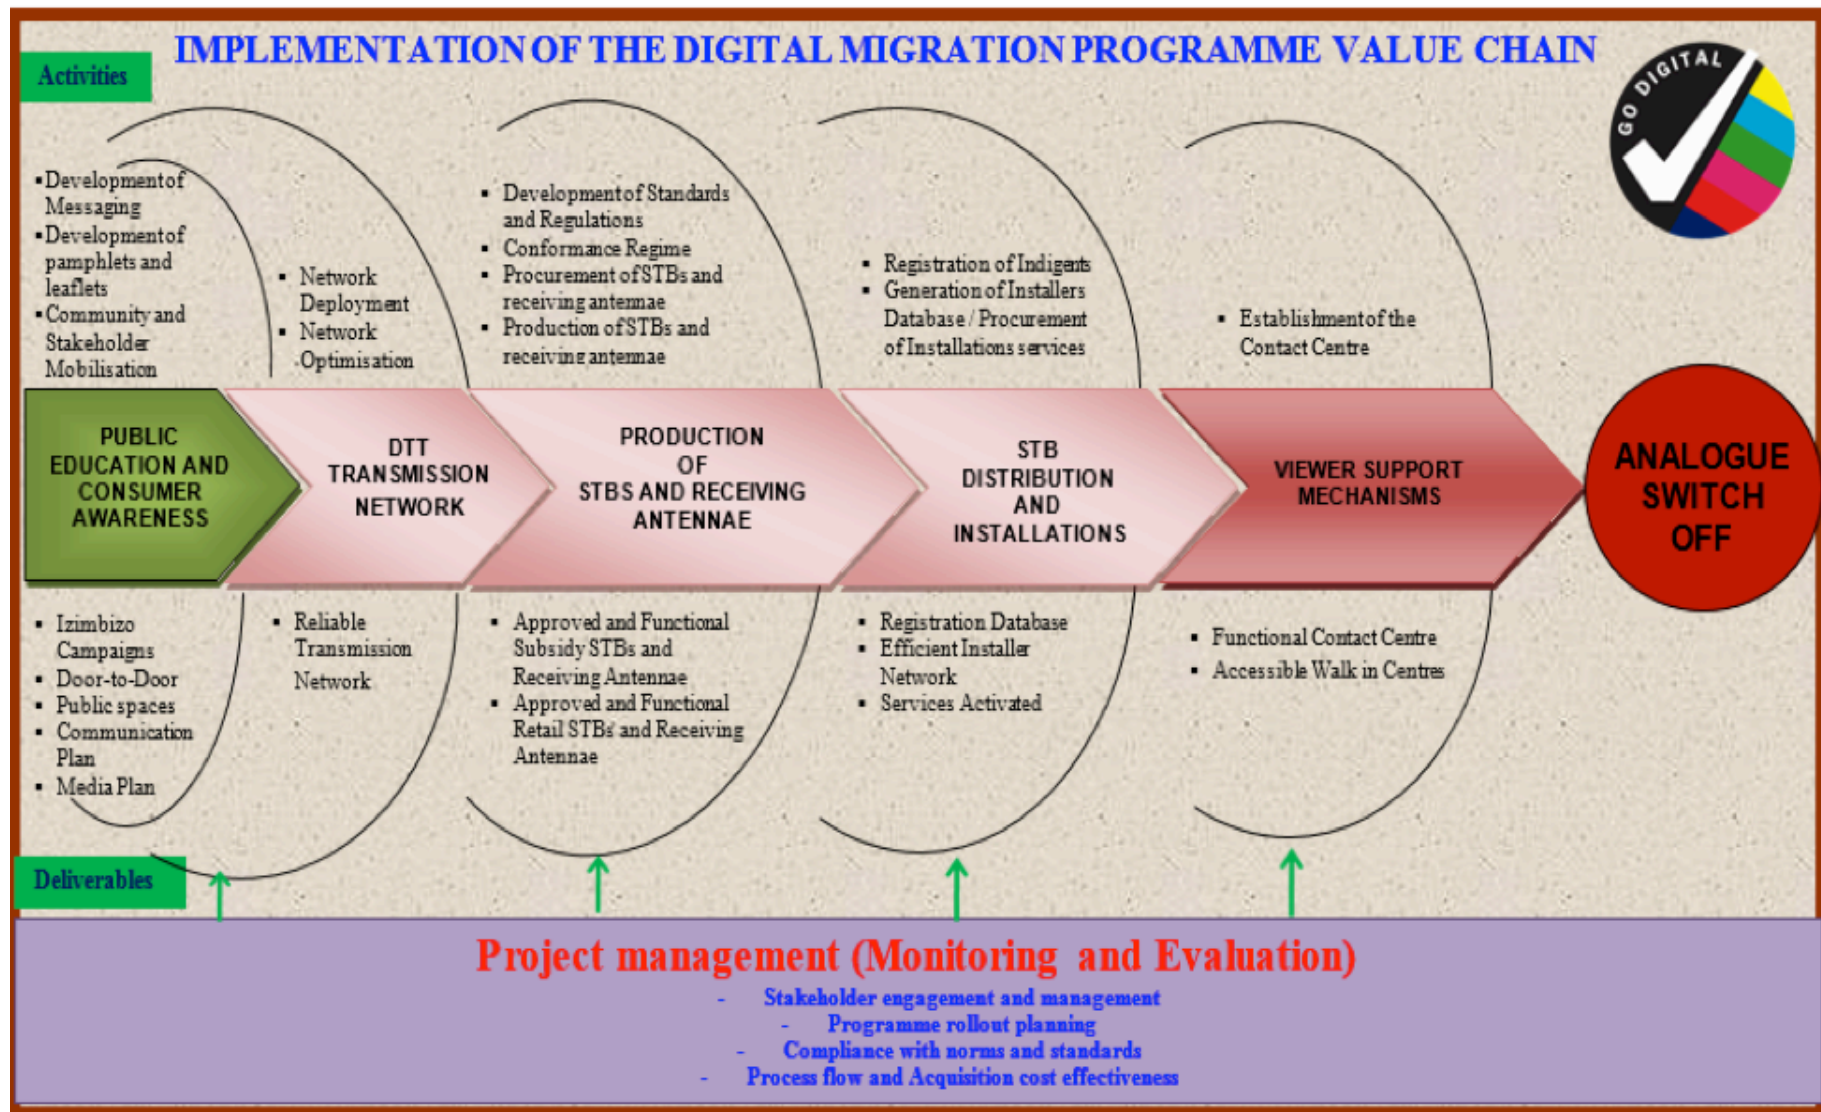 IMPLEMENTATION OF THE DIGITAL MIGRATION PROGRAMME VALUE CHAIN
Activities
GO DIGITAL
▪Development of
Messaging
▪Development of
pamphlets and
leaflets
▪Community and
Stakeholder
Mobilisation
▪ Network
Deployment
▪ Network
Optimisation
▪ Development of Standards
and Regulations
▪ Conformance Regime
▪ Procurement of STBs and
receiving antennae
▪ Production of STBs and
receiving antennae
▪ Registration of Indigents
▪ Generation of Installers
Database / Procurement
of Installations services
▪ Establishment of the
Contact Centre
PUBLIC
EDUCATION AND
CONSUMER
AWARENESS
DTT
TRANSMISSION
NETWORK
PRODUCTION
OF
STBS AND RECEIVING
ANTENNAE
STB
DISTRIBUTION
AND
INSTALLATIONS
VIEWER SUPPORT
MECHANISMS
ANALOGUE
SWITCH
OFF
▪ Izimbizo
Campaigns
▪ Door-to-Door
▪ Public spaces
▪ Communication
Plan
▪ Media Plan
▪ Reliable
Transmission
Network
▪ Approved and Functional
Subsidy STBs and
Receiving Antennae
▪ Approved and Functional
Retail STBs and Receiving
Antennae
▪ Registration Database
▪ Efficient Installer
Network
▪ Services Activated
▪ Functional Contact Centre
▪ Accessible Walk in Centres
Deliverables
Project management (Monitoring and Evaluation)
- Stakeholder engagement and management
- Programme rollout planning
- Compliance with norms and standards
- Process flow and Acquisition cost effectiveness